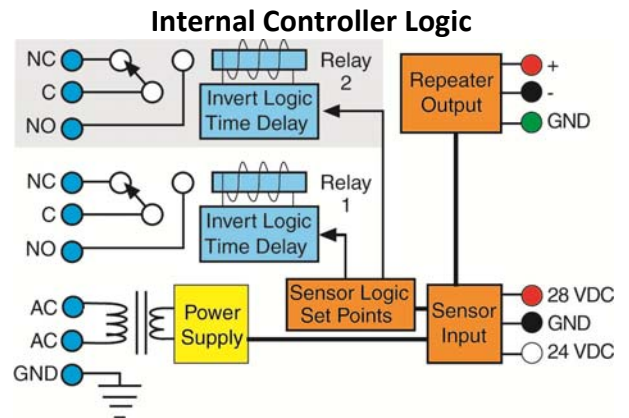 Internal Controller Logic
NC
C
NO
Relay
2
Invert Logic
Time Delay
Repeater
Output
+
-
GND
NC
C
NO
Relay
1
Invert Logic
Time Delay
AC
AC
GND
Power
Supply
Sensor Logic
Set Points
Sensor
Input
28 VDC
GND
24 VDC